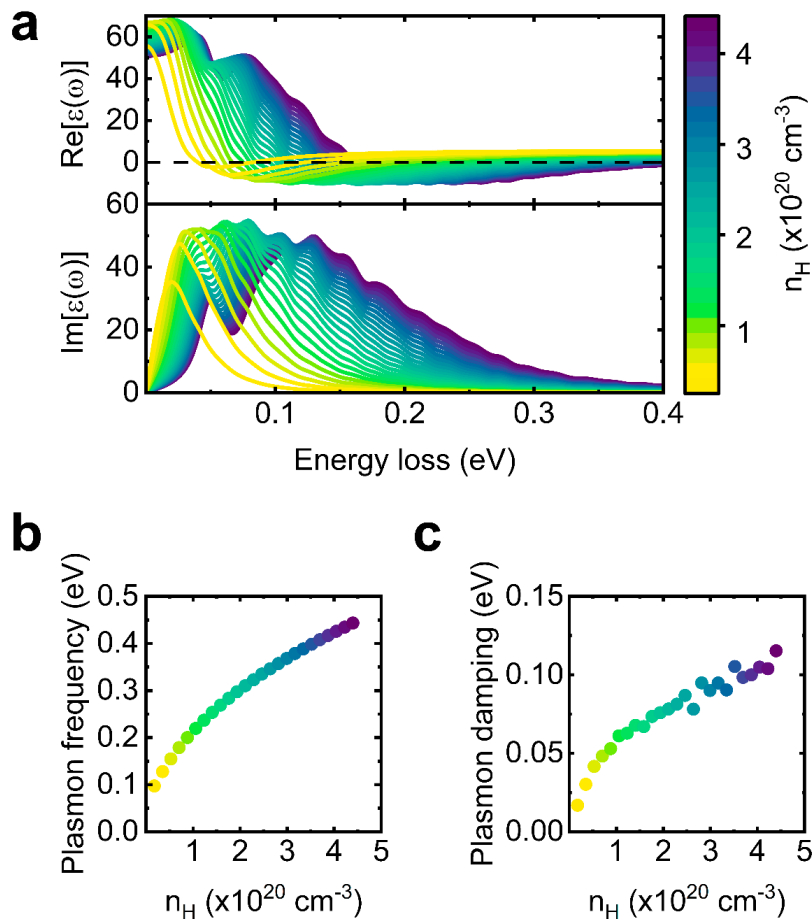 a
60
40
20
0
Re[ε(ω)]
60
40
20
0
Im[ε(ω)]
0.1
0.2
0.3
0.4
Energy loss (eV)
4
3
2
1
n_H (x10^20 cm^-3)
b
0.5
0.4
0.3
0.2
0.1
0.0
Plasmon frequency (eV)
1 2 3 4 5
n_H (x10^20 cm^-3)
c
0.15
0.10
0.05
0.00
Plasmon damping (eV)
1 2 3 4 5
n_H (x10^20 cm^-3)